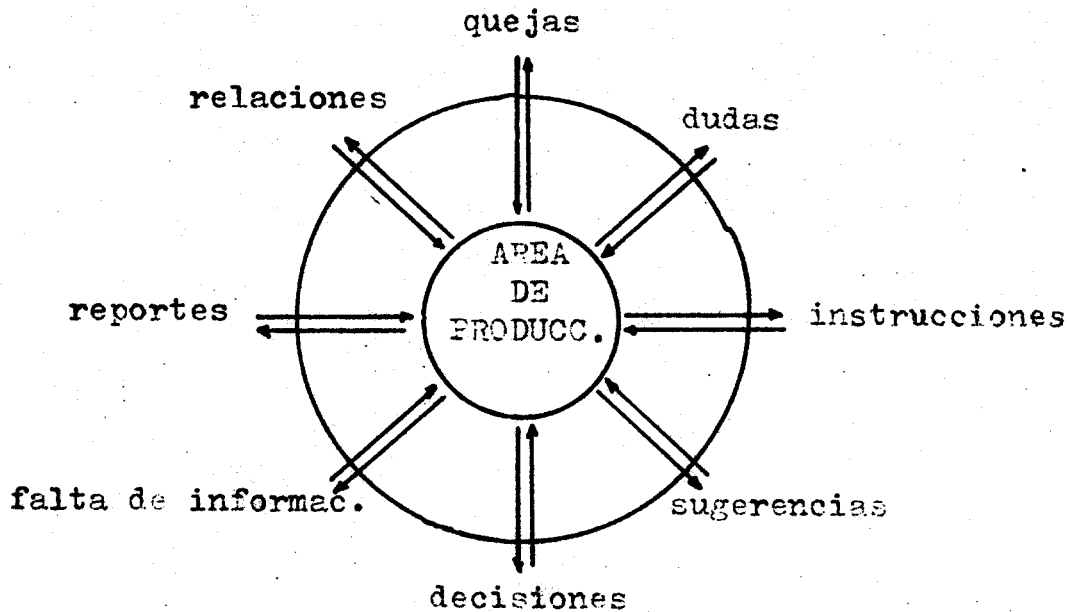 quejas
relaciones
dudas
AREA
DE
PRODUCC.
reportes
instrucciones
falta de informac.
sugerencias
decisiones